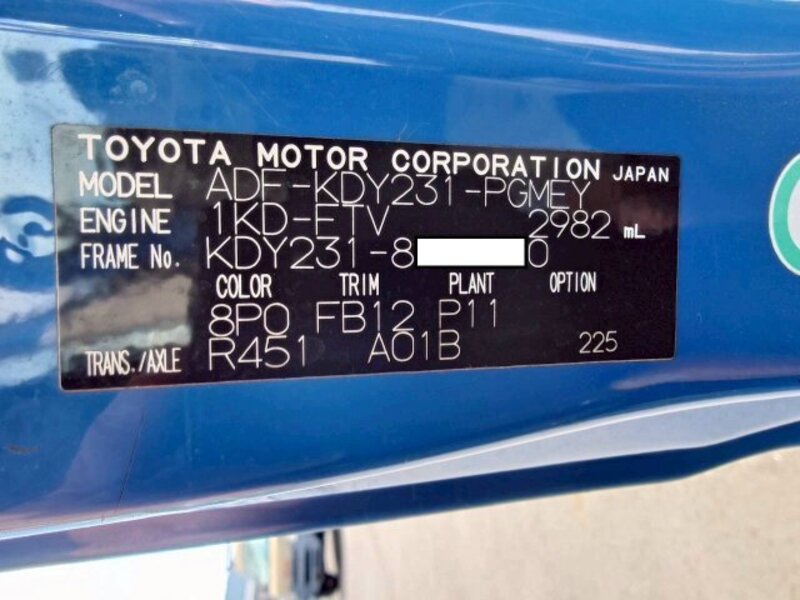 TOYOTA MOTOR CORPORATION JAPAN
MODEL ADF-KDY231-PGMEY
ENGINE 1KD-FTV 2982 mL
FRAME No. KDY231-8 0
COLOR TRIM PLANT OPTION
8P0 FB12 P11
TRANS./AXLE R451 A01B 225